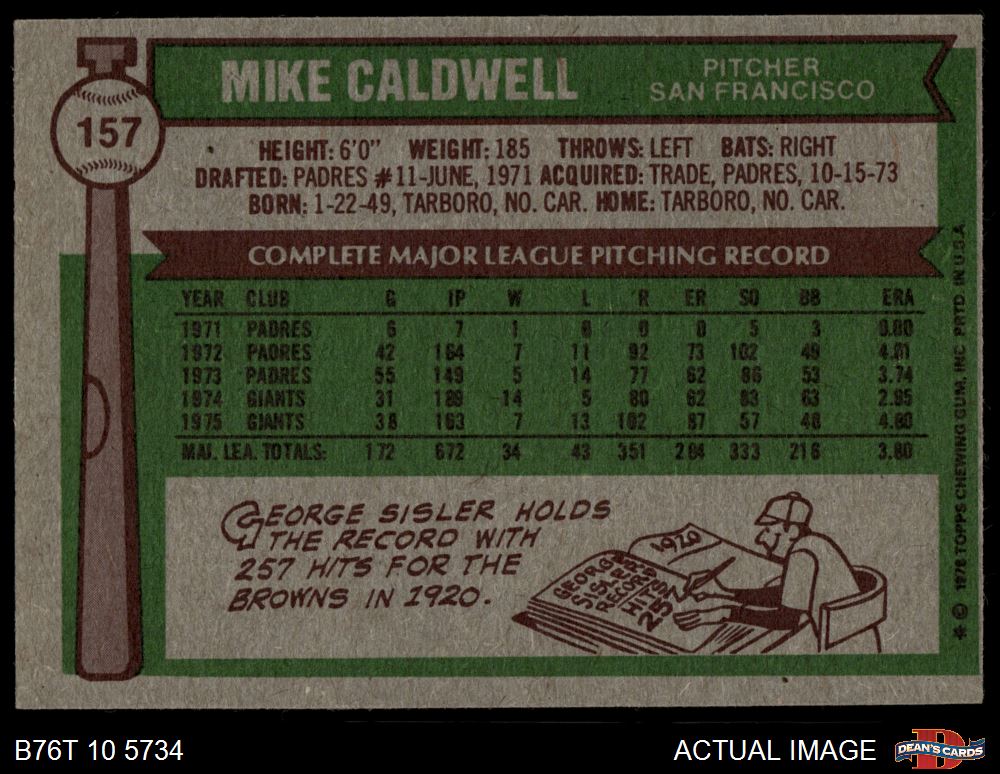 MIKE CALDWELL
PITCHER
SAN FRANCISCO
157
HEIGHT: 6'0" WEIGHT: 185 THROWS: LEFT BATS: RIGHT
DRAFTED: PADRES #11-JUNE, 1971 ACQUIRED: TRADE, PADRES, 10-15-73
BORN: 1-22-49, TARBORO, NO. CAR. HOME: TARBORO, NO. CAR.
COMPLETE MAJOR LEAGUE PITCHING RECORD
YEAR CLUB G IP W L R ER SO BB ERA
1971 PADRES 6 7 1 0 0 0 5 3 0.00
1972 PADRES 42 164 7 11 92 73 102 49 4.01
1973 PADRES 55 149 5 14 77 62 86 53 3.74
1974 GIANTS 31 189 14 5 80 62 83 63 2.95
1975 GIANTS 38 163 7 13 102 87 57 48 4.80
MAJ. LEA. TOTALS: 172 672 34 43 351 284 333 216 3.80
GEORGE SISLER HOLDS
THE RECORD WITH
257 HITS FOR THE
BROWNS IN 1920.
1920
GEORGE
SISLER
RECORD
HITS
257
* © 1976 TOPPS CHEWING GUM, INC. PRTD. IN U.S.A.
B76T 10 5734
ACTUAL IMAGE
D
DEAN'S CARDS